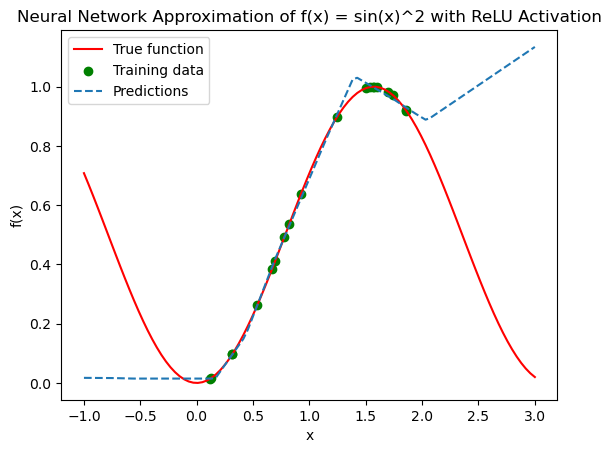 Neural Network Approximation of f(x) = sin(x)^2 with ReLU Activation
True function
Training data
Predictions
f(x)
1.0
0.8
0.6
0.4
0.2
0.0
−1.0 −0.5 0.0 0.5 1.0 1.5 2.0 2.5 3.0
x